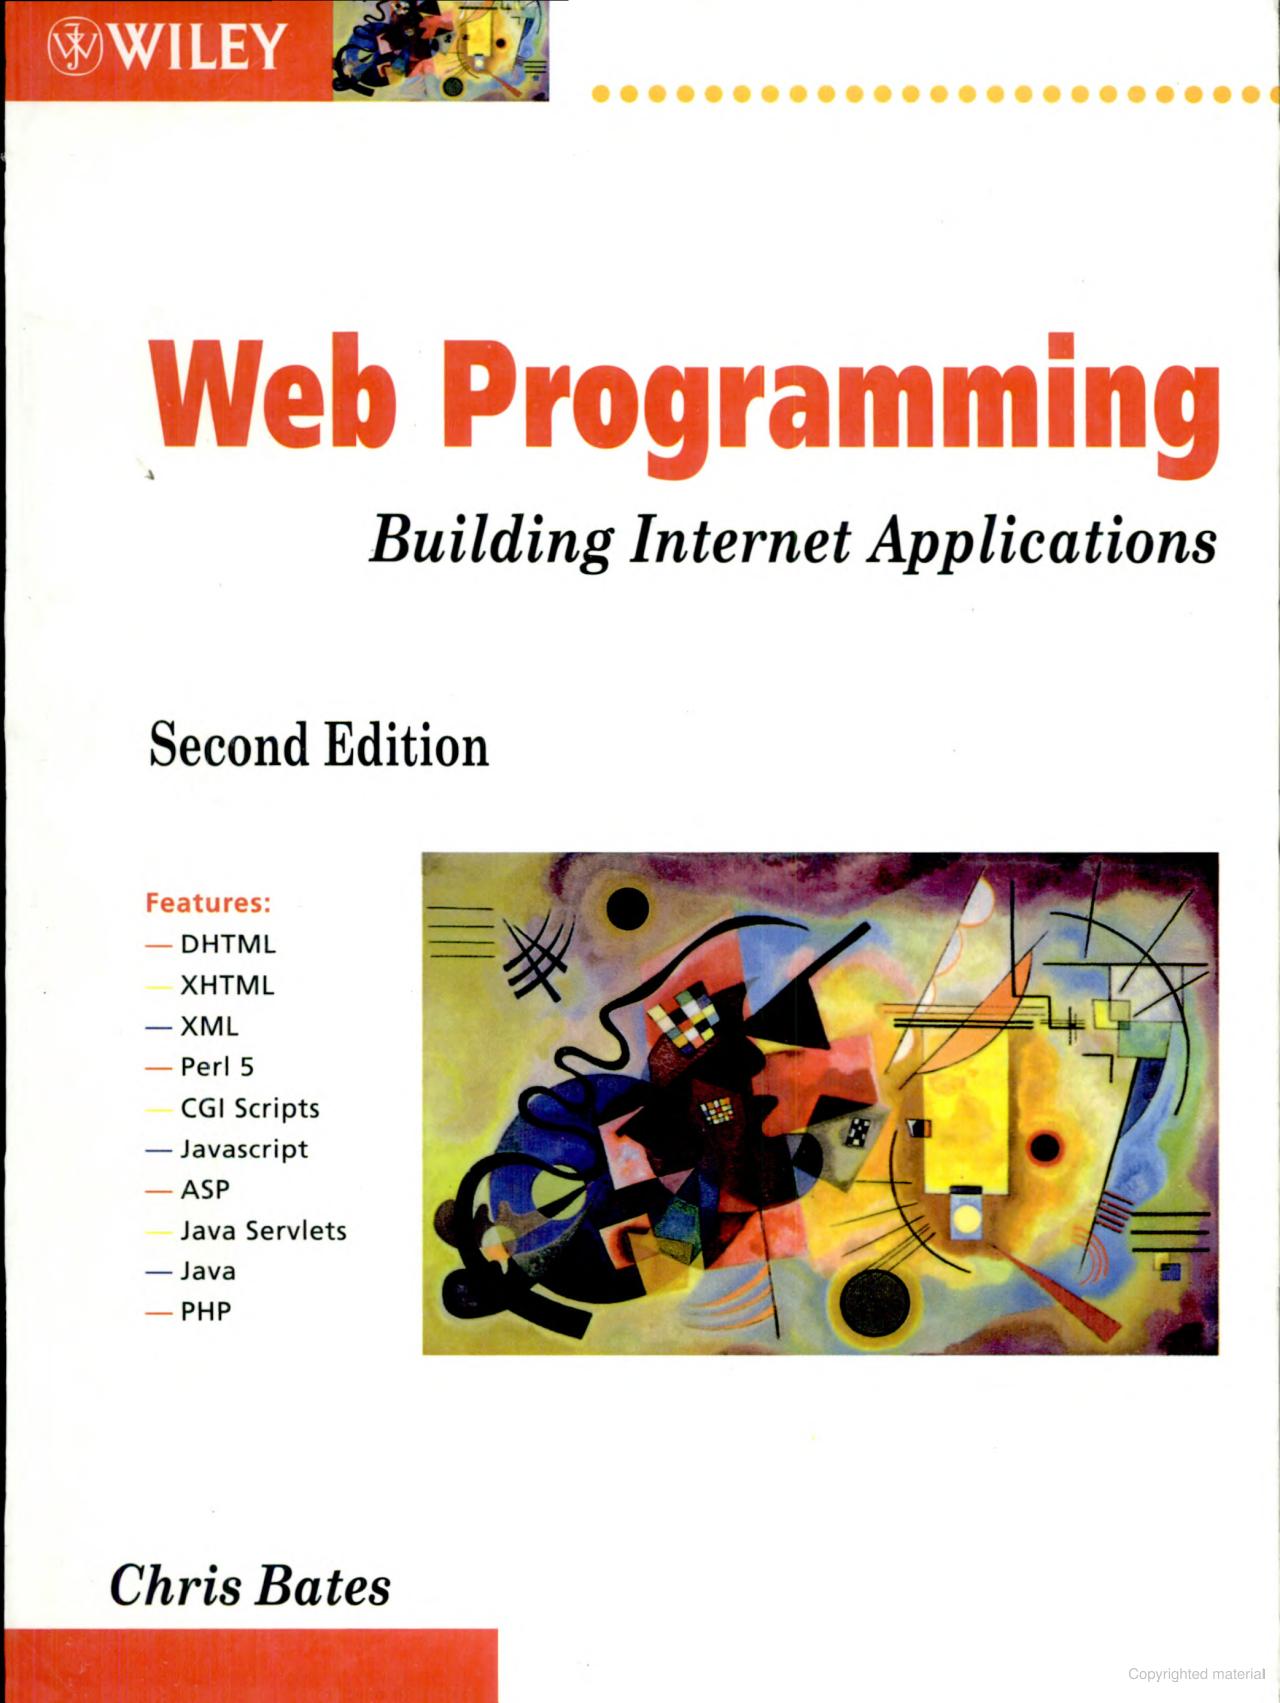 WILEY
Web Programming
Building Internet Applications
Second Edition
Features:
— DHTML
— XHTML
— XML
— Perl 5
— CGI Scripts
— Javascript
— ASP
— Java Servlets
— Java
— PHP
Chris Bates
Copyrighted material